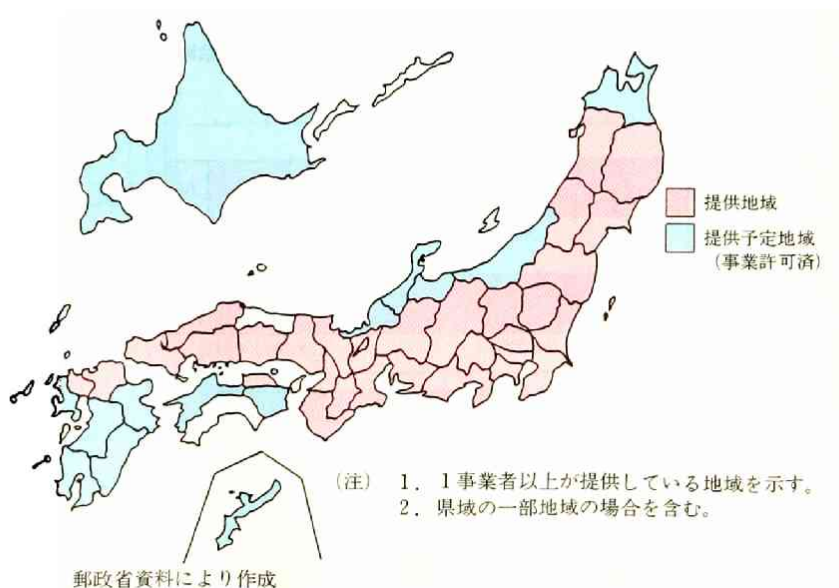 提供地域
提供予定地域
(事業許可済)
(注) 1. 1事業者以上が提供している地域を示す。
2. 県域の一部地域の場合を含む。
郵政省資料により作成